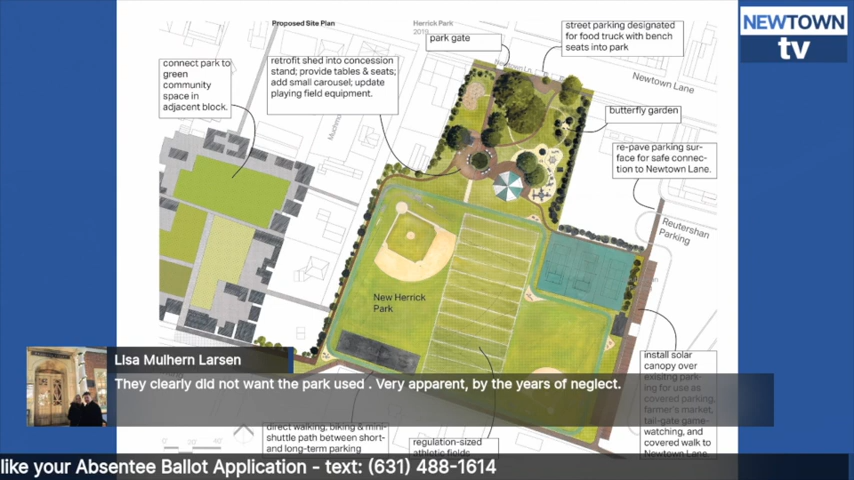 Proposed Site Plan
Herrick Park
2019
NEWTOWN
tv
park gate
street parking designated
for food truck with bench
seats into park
connect park to
green
community
space in
adjacent block.
retrofit shed into concession
stand; provide tables & seats;
add small carousel; update
playing field equipment.
Newtown Ln
Newtown Lane
butterfly garden
re-pave parking sur-
face for safe connec-
tion to Newtown Lane.
Reutershan
Parking
New Herrick
Park
install solar
canopy over
exisitng park-
ing for use as
covered parking,
farmer's market,
tail-gate game-
watching, and
covered walk to
Newtown Lane.
LIsa Mulhern Larsen
They clearly did not want the park used . Very apparent, by the years of neglect.
direct walking, biking & mini-
shuttle path between short-
and long-term parking
regulation-sized
athletic fields
like your Absentee Ballot Application - text: (631) 488-1614